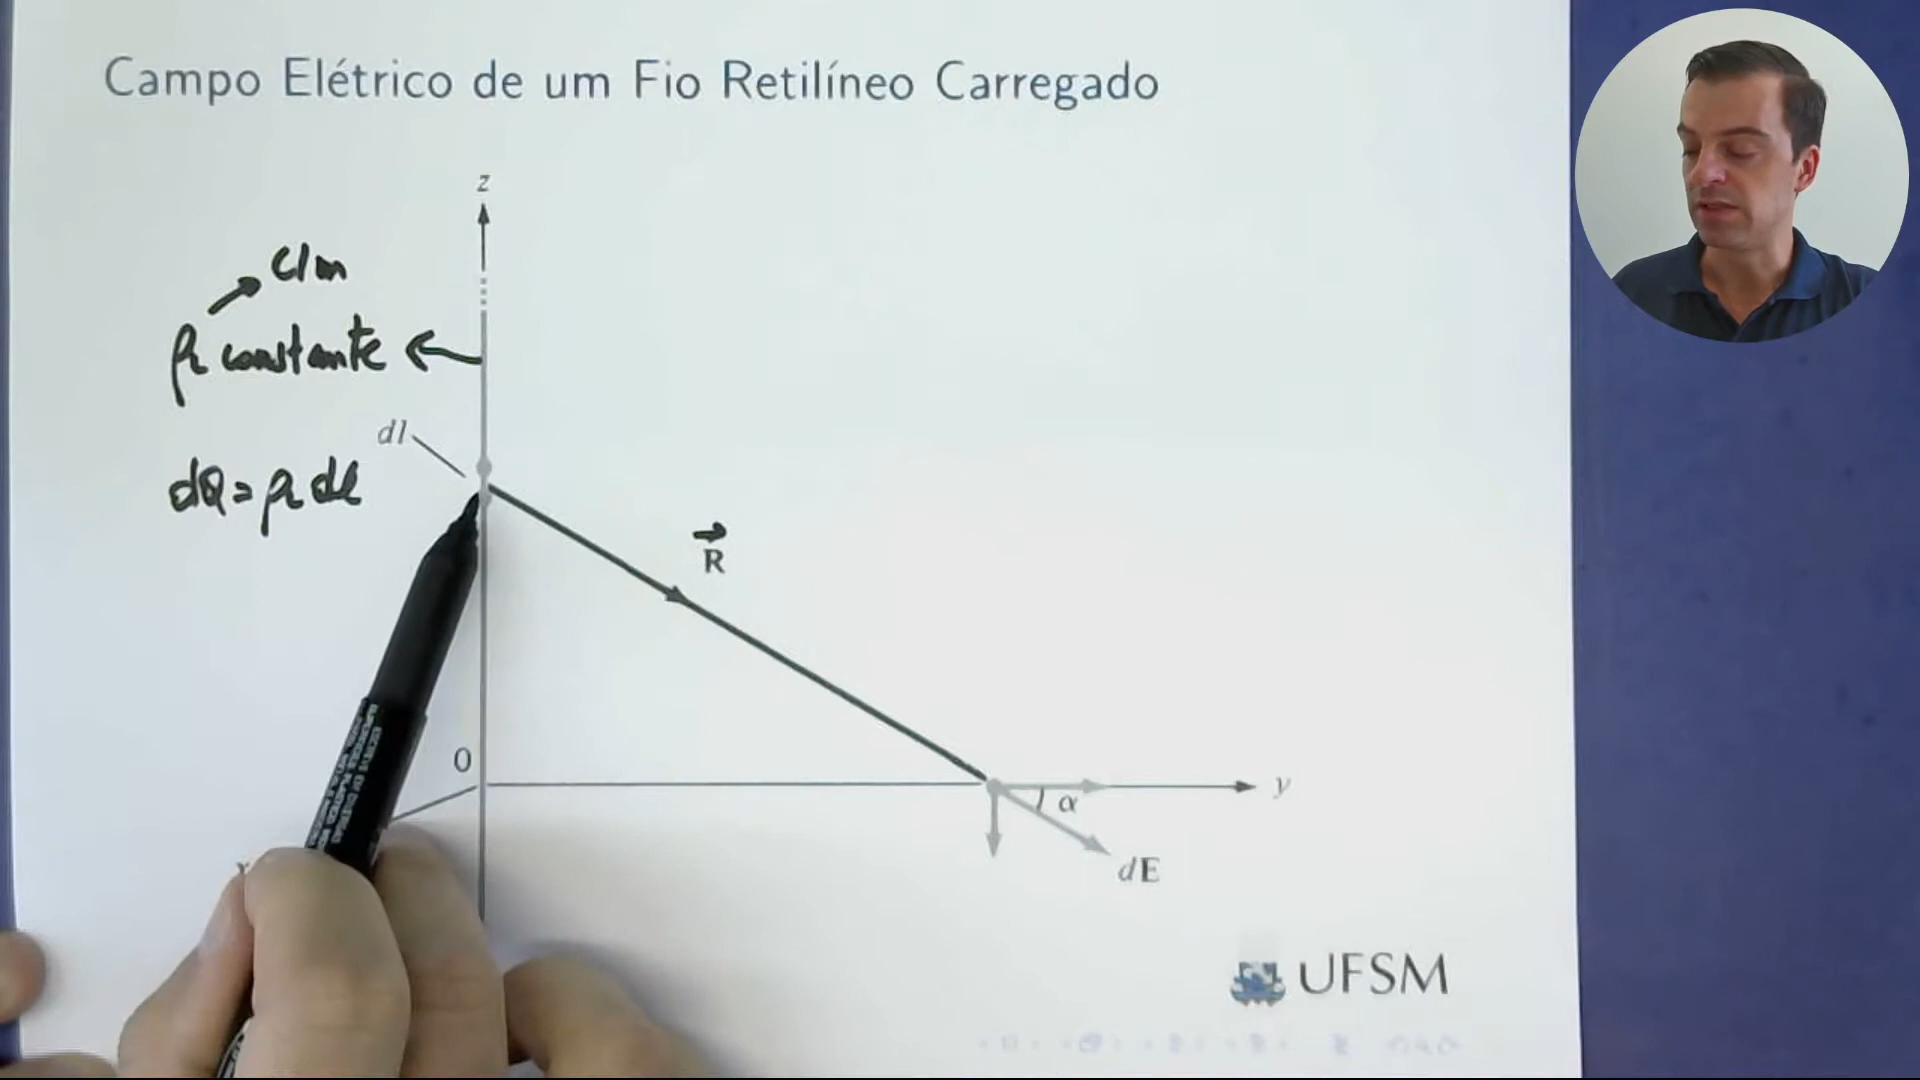 Campo Elétrico de um Fio Retilíneo Carregado
z
C/m
ρL constante
dl
dQ = ρL dl
R
0
y
α
x
dE
UFSM